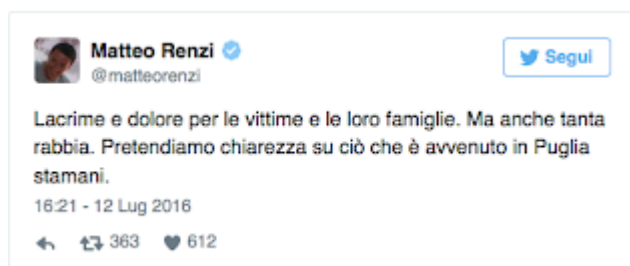 Matteo Renzi
@matteorenzi
Segui
Lacrime e dolore per le vittime e le loro famiglie. Ma anche tanta
rabbia. Pretendiamo chiarezza su ciò che è avvenuto in Puglia
stamani.
16:21 - 12 Lug 2016
363 612